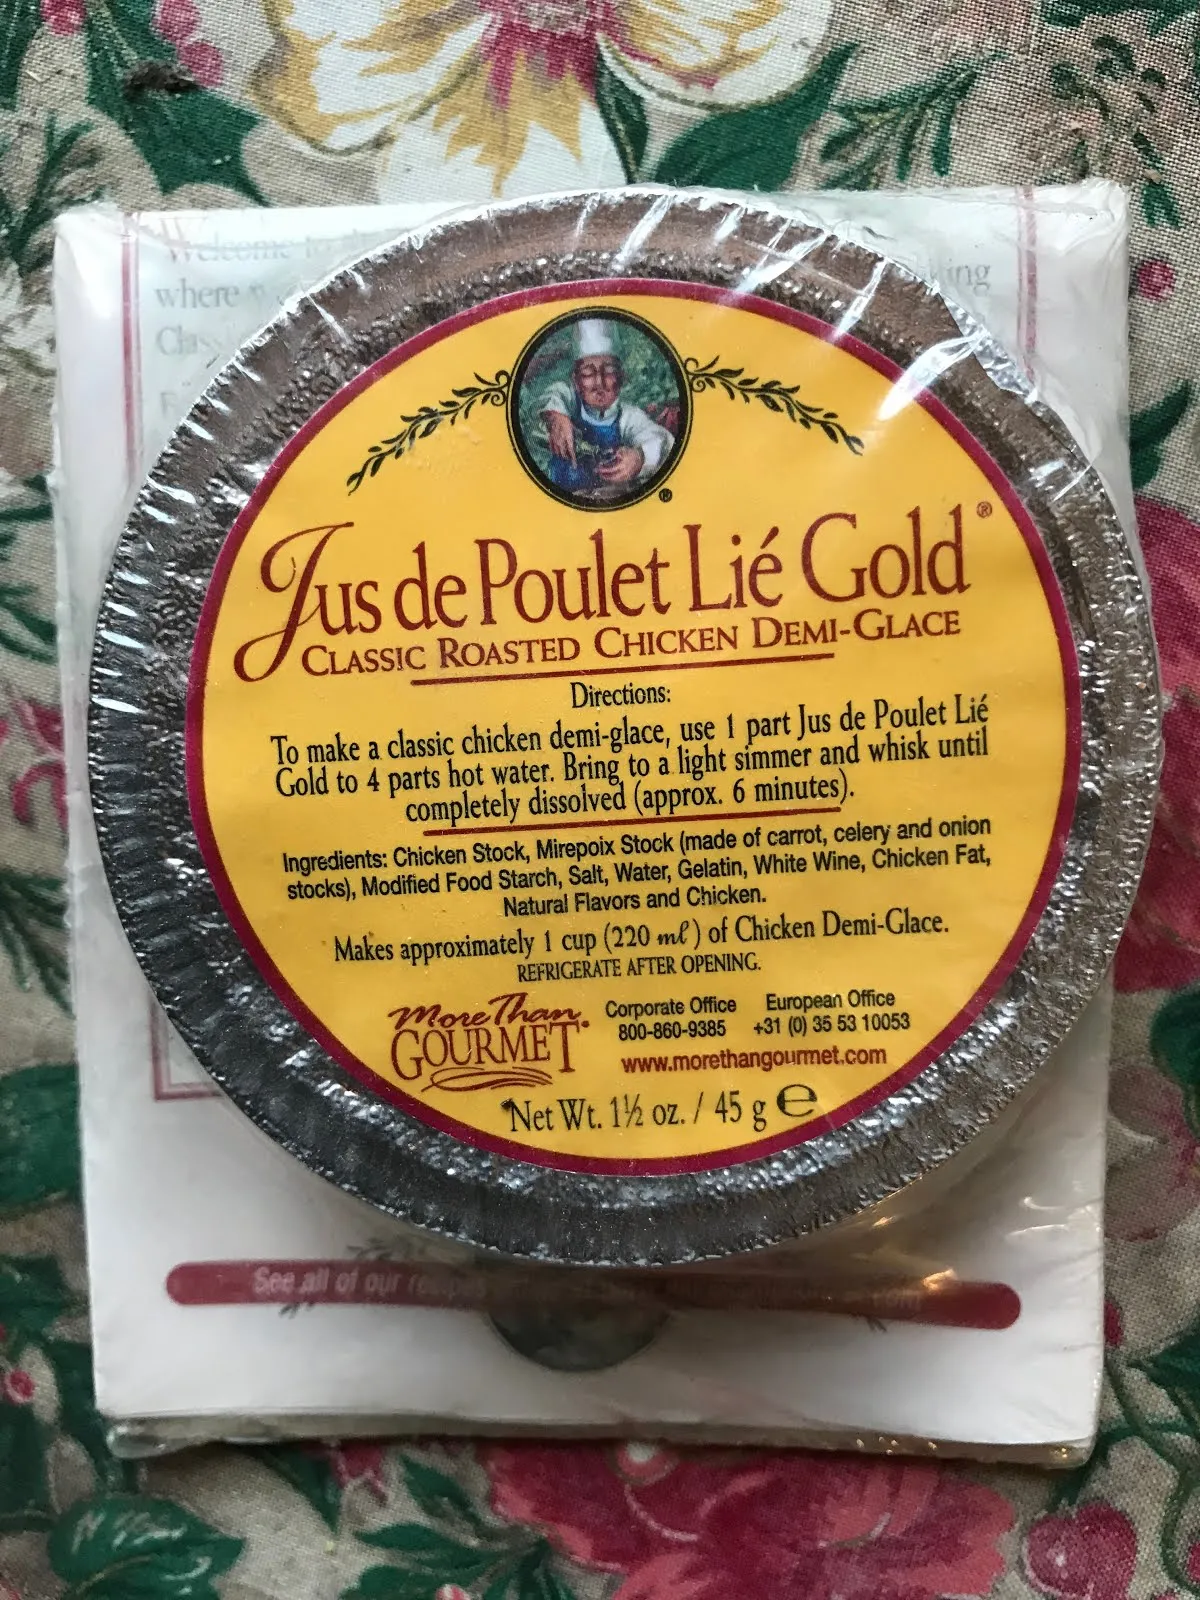 Welcome to
where
ing
Jus de Poulet Lié Gold®
CLASSIC ROASTED CHICKEN DEMI-GLACE
Directions:
To make a classic chicken demi-glace, use 1 part Jus de Poulet Lié
Gold to 4 parts hot water. Bring to a light simmer and whisk until
completely dissolved (approx. 6 minutes).
Ingredients: Chicken Stock, Mirepoix Stock (made of carrot, celery and onion
stocks), Modified Food Starch, Salt, Water, Gelatin, White Wine, Chicken Fat,
Natural Flavors and Chicken.
Makes approximately 1 cup (220 ml) of Chicken Demi-Glace.
REFRIGERATE AFTER OPENING.
More Than
GOURMET®
Corporate Office European Office
800-860-9385 +31 (0) 35 53 10053
www.morethangourmet.com
Net Wt. 1½ oz. / 45 g ℮
See all of our recipes